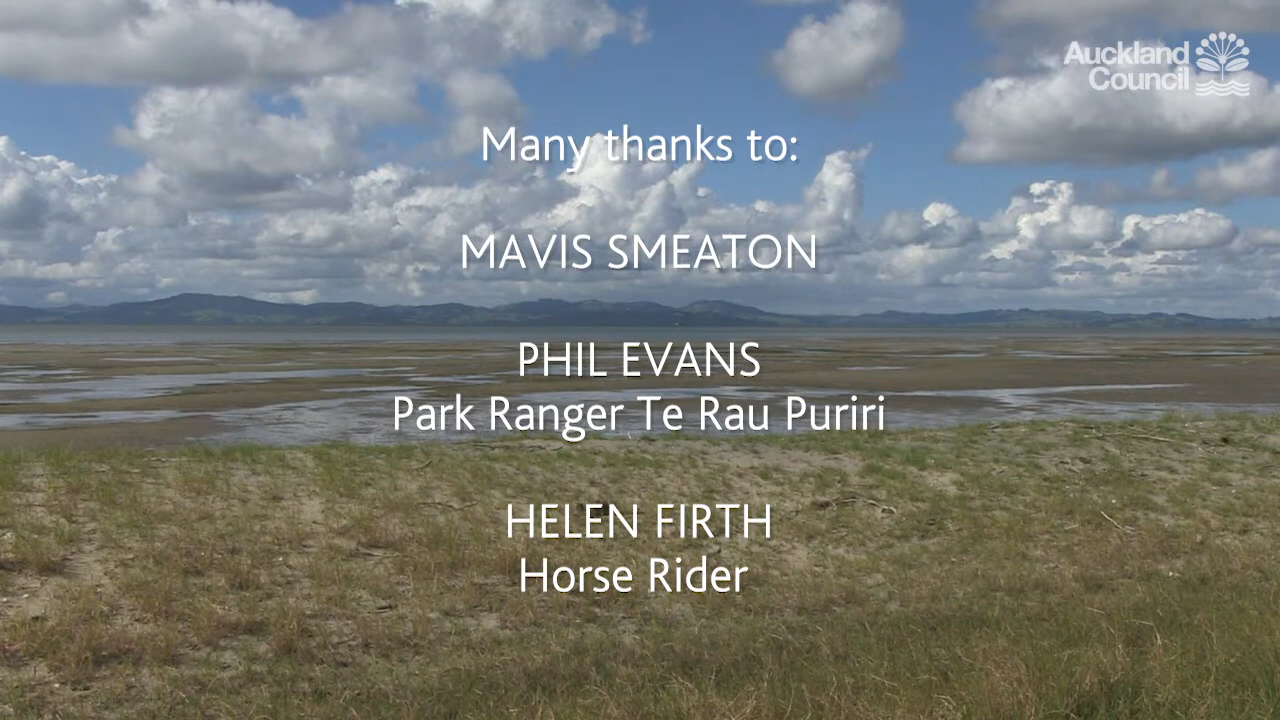 Auckland
Council
Many thanks to:
MAVIS SMEATON
PHIL EVANS
Park Ranger Te Rau Puriri
HELEN FIRTH
Horse Rider